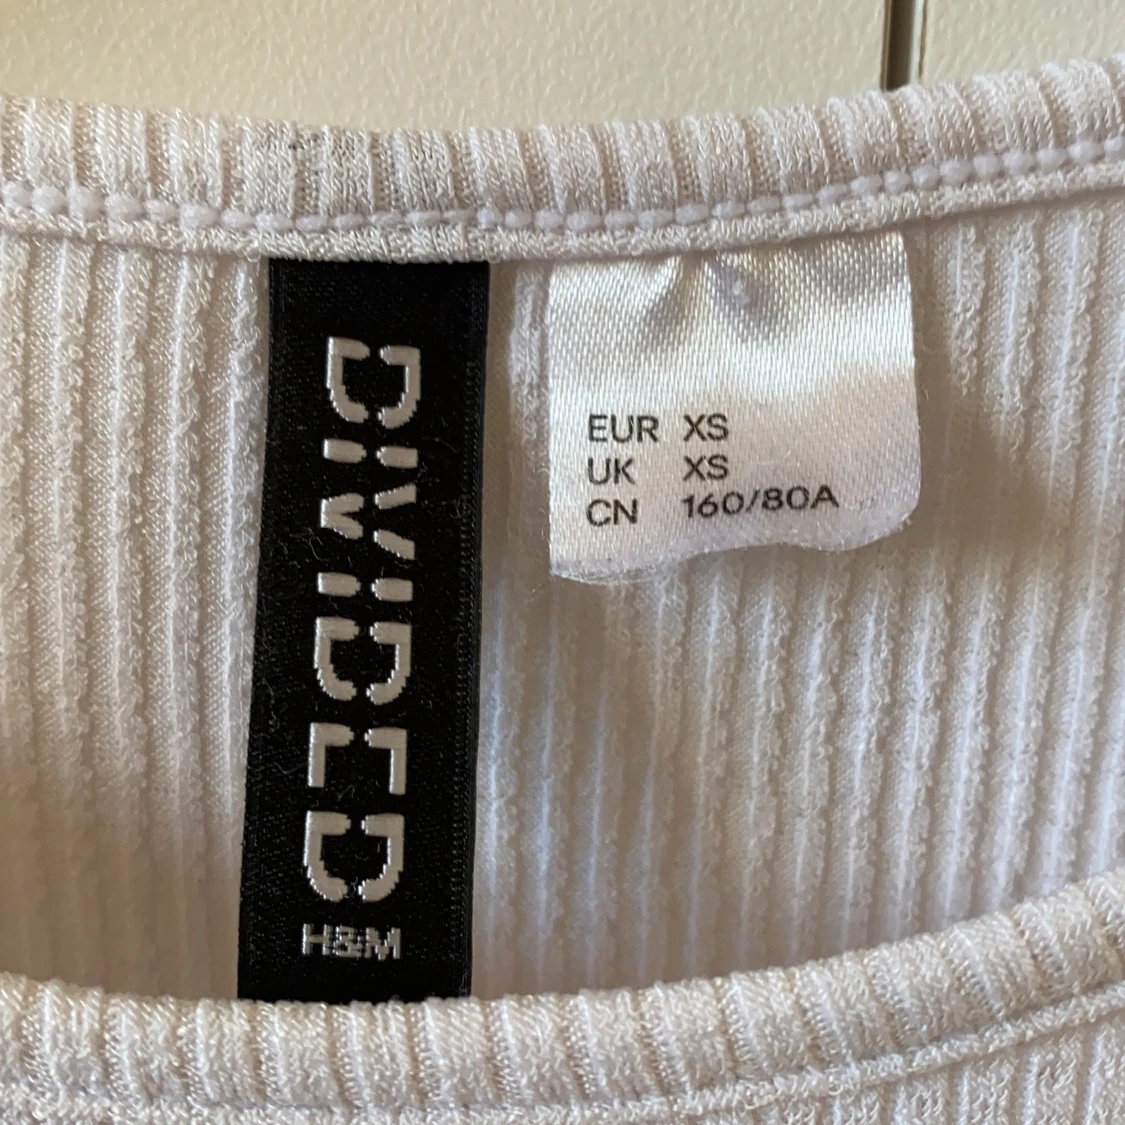 DIVIDED
H&M
EUR XS
UK XS
CN 160/80A